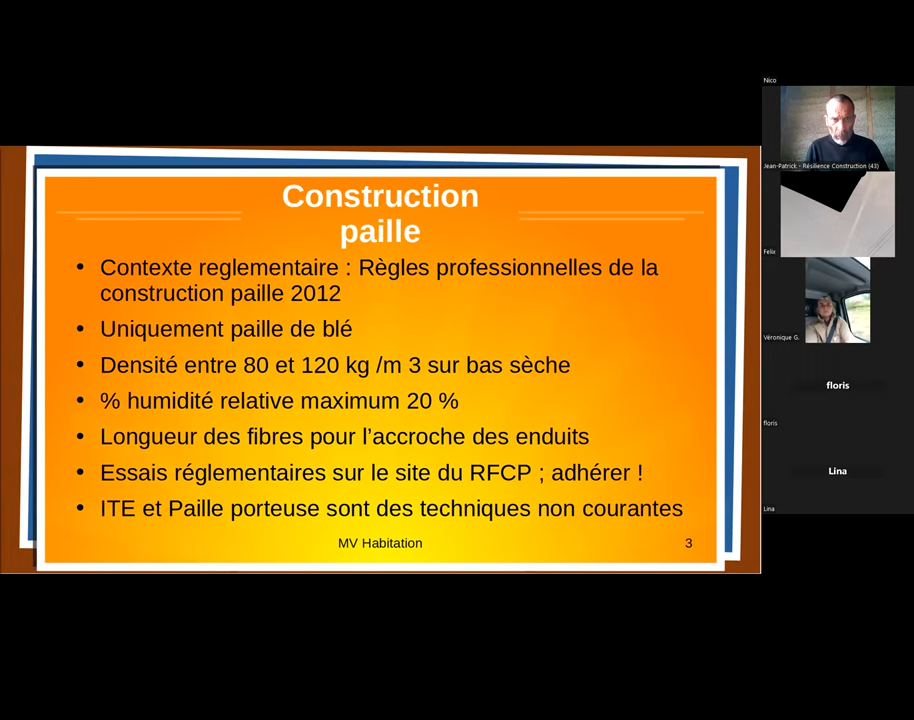 Construction
paille
• Contexte reglementaire : Règles professionnelles de la
construction paille 2012
• Uniquement paille de blé
• Densité entre 80 et 120 kg /m 3 sur bas sèche
• % humidité relative maximum 20 %
• Longueur des fibres pour l’accroche des enduits
• Essais réglementaires sur le site du RFCP ; adhérer !
• ITE et Paille porteuse sont des techniques non courantes
MV Habitation
3
Nico
Jean-Patrick - Résilience Construction (43)
Felix
Véronique G.
floris
floris
Lina
Lina